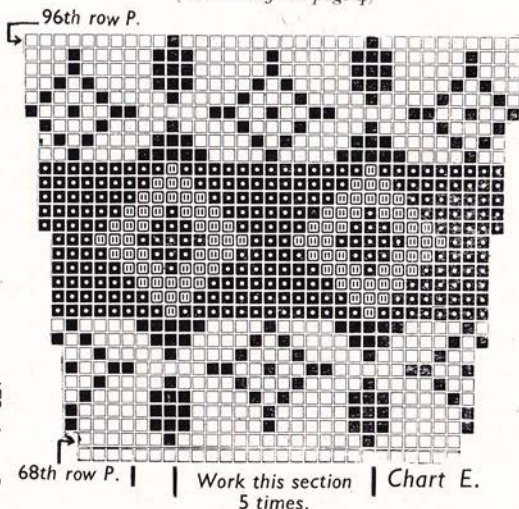 96th row P.
68th row P.
Work this section
5 times.
Chart E.